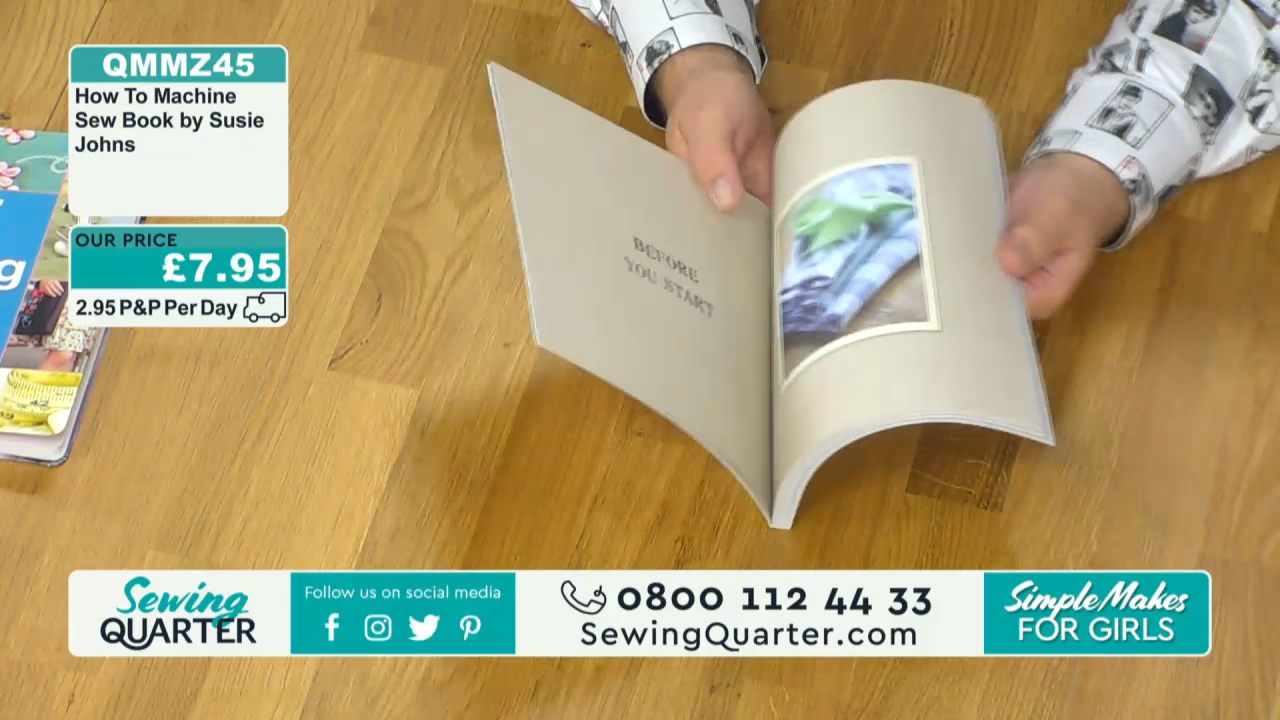 QMMZ45
How To Machine
Sew Book by Susie
Johns
OUR PRICE
£7.95
2.95 P&P Per Day
g
BEFORE
YOU START
Sewing
QUARTER
Follow us on social media
0800 112 44 33
SewingQuarter.com
Simple Makes
FOR GIRLS